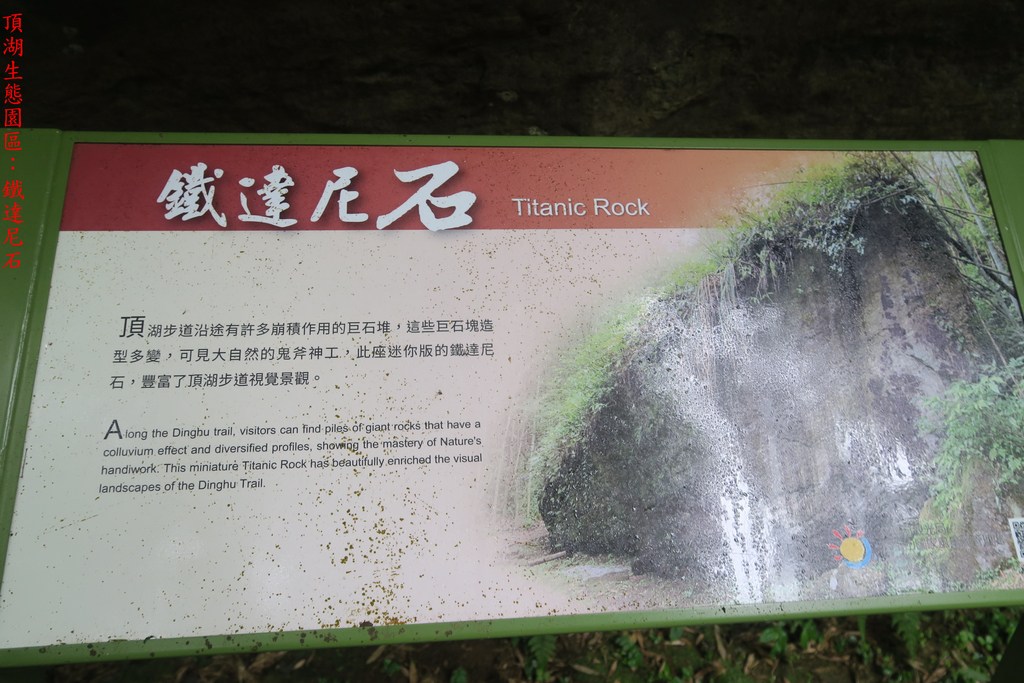 頂湖生態園區：鐵達尼石
鐵達尼石
Titanic Rock
頂湖步道沿途有許多崩積作用的巨石堆，這些巨石塊造
型多變，可見大自然的鬼斧神工，此座迷你版的鐵達尼
石，豐富了頂湖步道視覺景觀。
Along the Dinghu trail, visitors can find piles of giant rocks that have a
colluvium effect and diversified profiles, showing the mastery of Nature's
handiwork. This miniature Titanic Rock has beautifully enriched the visual
landscapes of the Dinghu Trail.